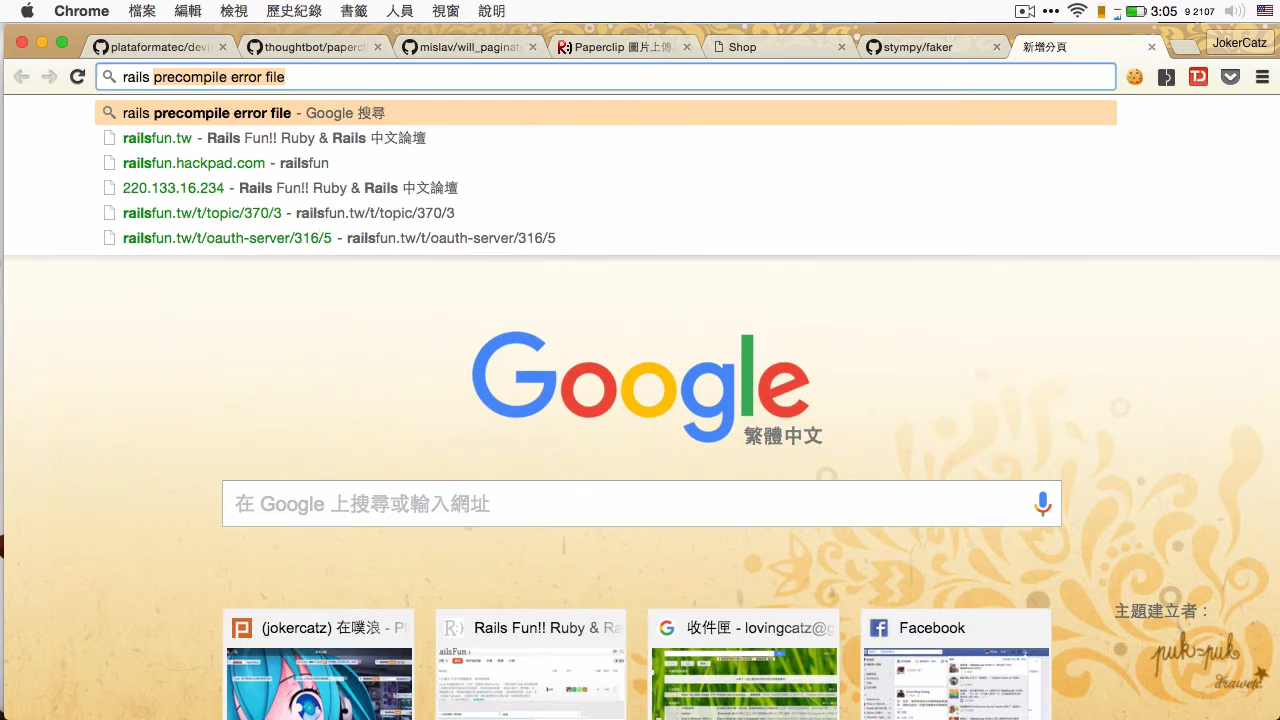 Chrome 檔案 編輯 檢視 歷史紀錄 書籤 人員 視窗 說明 3:05 9 2107
plataformatec/devi thoughtbot/papercl mislav/will_paginat Paperclip 圖片上傳 Shop stympy/faker 新增分頁 JokerCatz
rails precompile error file
rails precompile error file - Google 搜尋
railsfun.tw - Rails Fun!! Ruby & Rails 中文論壇
railsfun.hackpad.com - railsfun
220.133.16.234 - Rails Fun!! Ruby & Rails 中文論壇
railsfun.tw/t/topic/370/3 - railsfun.tw/t/topic/370/3
railsfun.tw/t/oauth-server/316/5 - railsfun.tw/t/oauth-server/316/5
Google
繁體中文
在 Google 上搜尋或輸入網址
主題建立者：
puk-puk
(jokercatz) 在噗浪 - Pl Rails Fun!! Ruby & Ra 收件匣 - lovingcatz@g Facebook